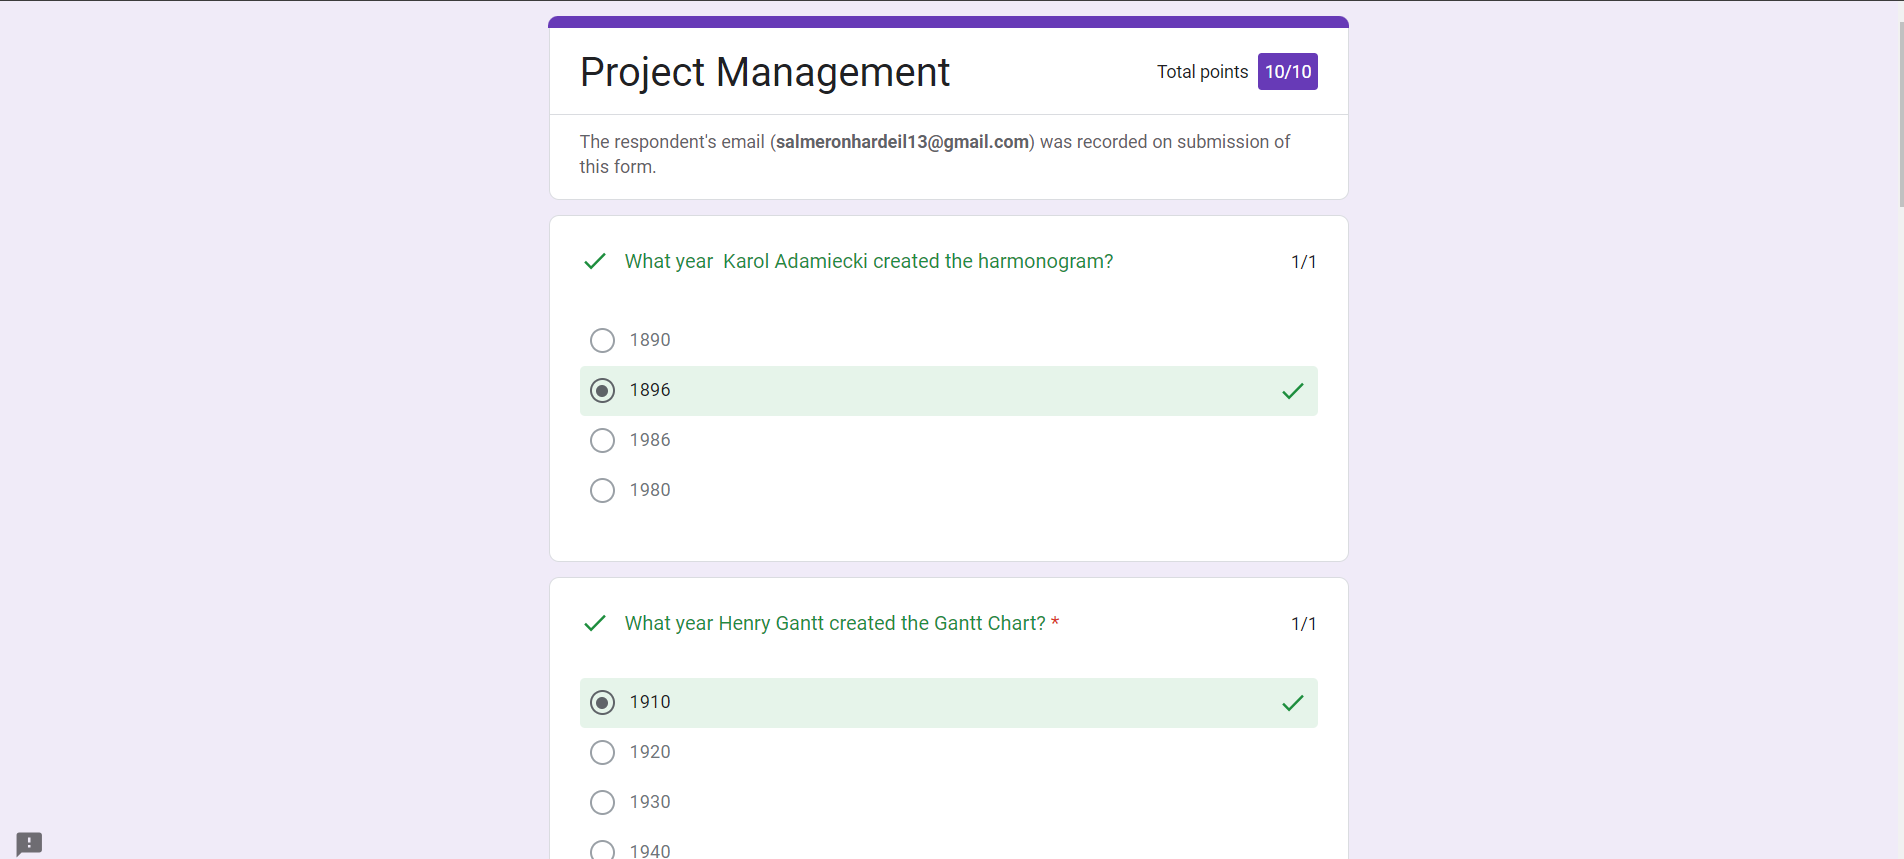 Project Management
Total points 10/10
The respondent's email (salmeronhardeil13@gmail.com) was recorded on submission of
this form.
What year  Karol Adamiecki created the harmonogram?
1/1
1890
1896
1986
1980
What year Henry Gantt created the Gantt Chart? *
1/1
1910
1920
1930
1940